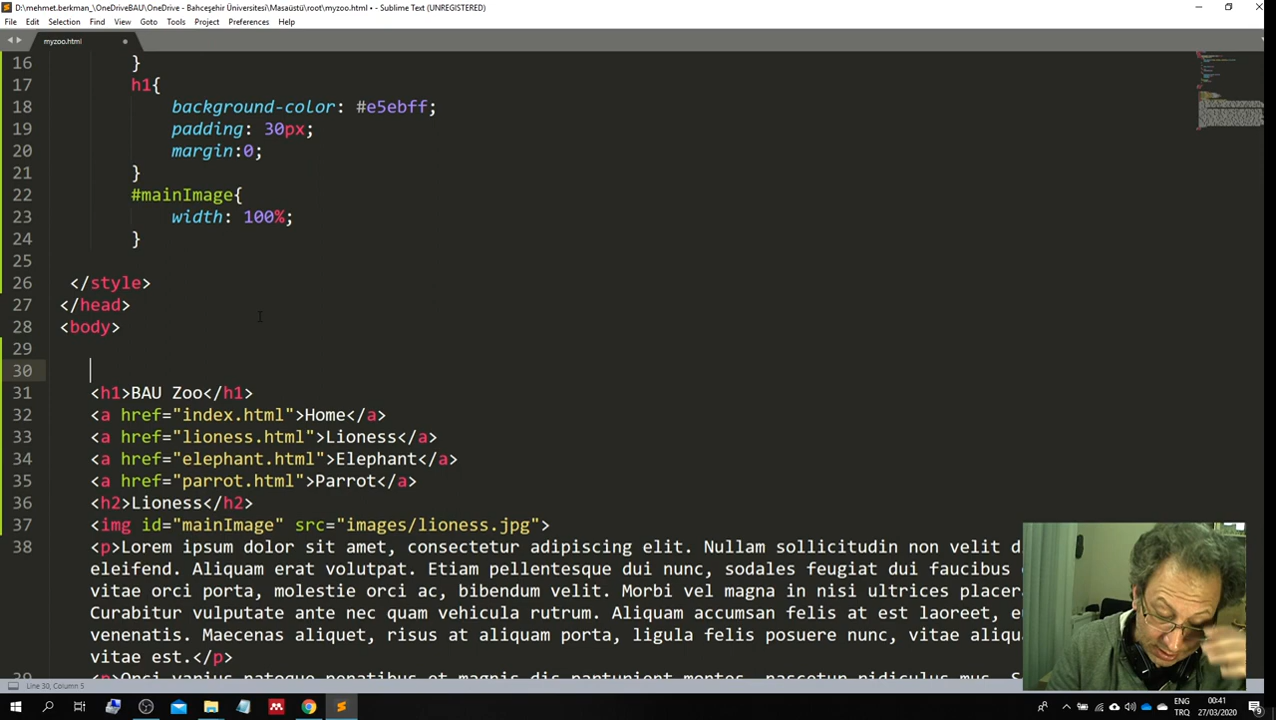 D:\mehmet.berkman_\OneDriveBAU\OneDrive - Bahçeşehir Üniversitesi\Masaüstü\root\myzoo.html • - Sublime Text (UNREGISTERED)
File Edit Selection Find View Goto Tools Project Preferences Help
myzoo.html
16 }
17 h1{
18 background-color: #e5ebff;
19 padding: 30px;
20 margin:0;
21 }
22 #mainImage{
23 width: 100%;
24 }
25
26 </style>
27 </head>
28 <body>
29
30
31 <h1>BAU Zoo</h1>
32 <a href="index.html">Home</a>
33 <a href="lioness.html">Lioness</a>
34 <a href="elephant.html">Elephant</a>
35 <a href="parrot.html">Parrot</a>
36 <h2>Lioness</h2>
37 <img id="mainImage" src="images/lioness.jpg">
38 <p>Lorem ipsum dolor sit amet, consectetur adipiscing elit. Nullam sollicitudin non velit d
eleifend. Aliquam erat volutpat. Etiam pellentesque dui nunc, sodales feugiat dui faucibus
vitae orci porta, molestie orci ac, bibendum velit. Morbi vel magna in nisi ultrices placer
Curabitur vulputate ante nec quam vehicula rutrum. Aliquam accumsan felis at est laoreet, e
venenatis. Maecenas aliquet, risus at aliquam porta, ligula felis posuere nunc, vitae aliqu
vitae est.</p>
Line 30, Column 5
ENG
TRQ
00:41
27/03/2020